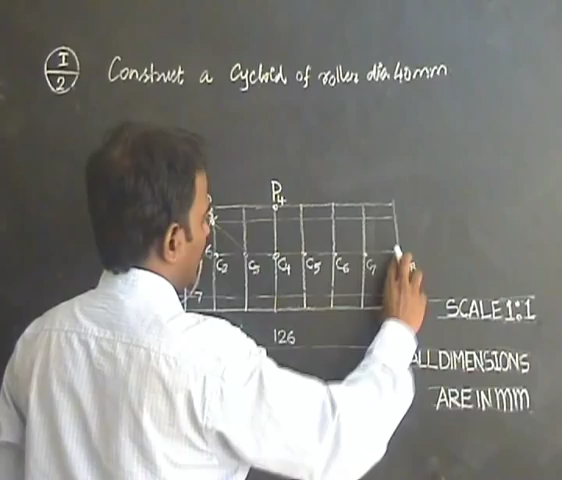 I
2
Construct a Cycloid of roller dia 40mm
P4
C2 C3 C4 C5 C6 C7
7
126
SCALE 1:1
ALL DIMENSIONS
ARE IN mm